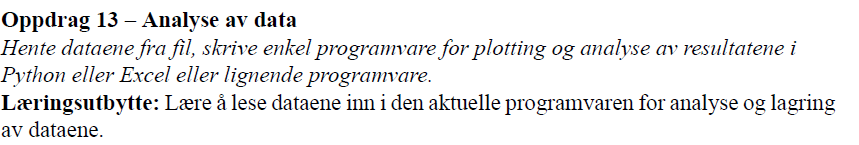 Oppdrag 13 – Analyse av data
Hente dataene fra fil, skrive enkel programvare for plotting og analyse av resultatene i
Python eller Excel eller lignende programvare.
Læringsutbytte: Lære å lese dataene inn i den aktuelle programvaren for analyse og lagring
av dataene.